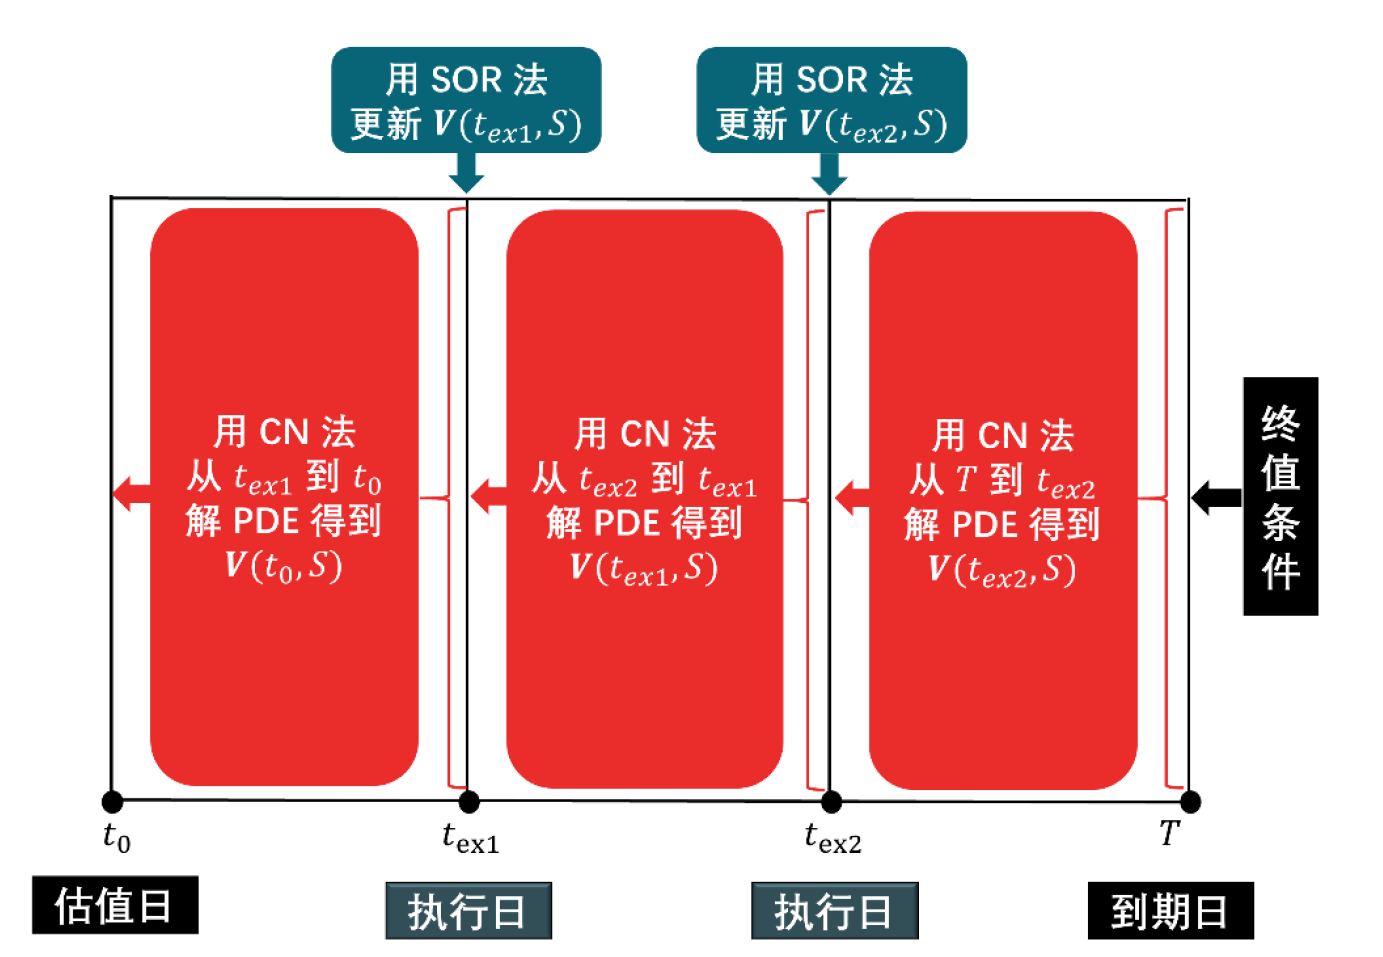 用 SOR 法
更新 V(t_{ex1}, S)
用 SOR 法
更新 V(t_{ex2}, S)
用 CN 法
从 t_{ex1} 到 t_0
解 PDE 得到
V(t_0, S)
用 CN 法
从 t_{ex2} 到 t_{ex1}
解 PDE 得到
V(t_{ex1}, S)
用 CN 法
从 T 到 t_{ex2}
解 PDE 得到
V(t_{ex2}, S)
终值条件
t_0
t_{ex1}
t_{ex2}
T
估值日
执行日
执行日
到期日